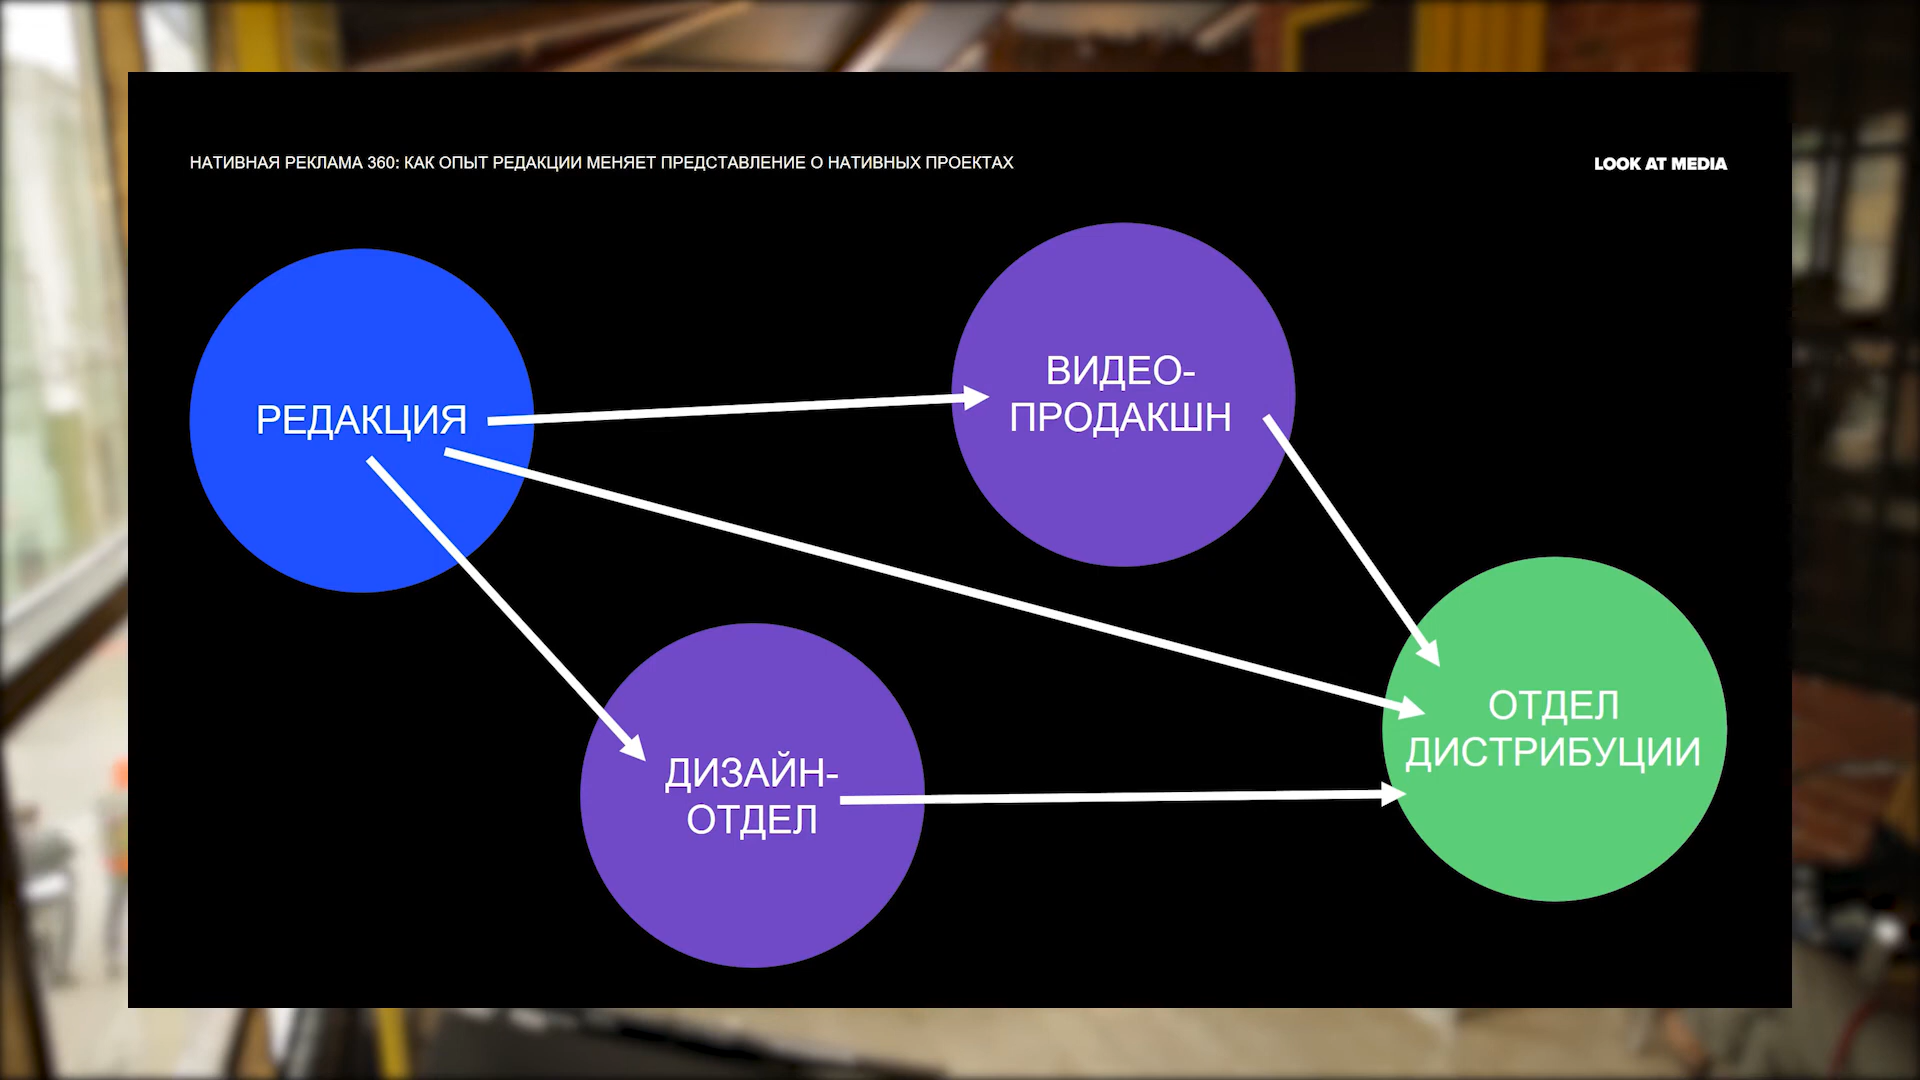 НАТИВНАЯ РЕКЛАМА 360: КАК ОПЫТ РЕДАКЦИИ МЕНЯЕТ ПРЕДСТАВЛЕНИЕ О НАТИВНЫХ ПРОЕКТАХ
LOOK AT MEDIA
РЕДАКЦИЯ
ВИДЕО-
ПРОДАКШН
ДИЗАЙН-
ОТДЕЛ
ОТДЕЛ
ДИСТРИБУЦИИ